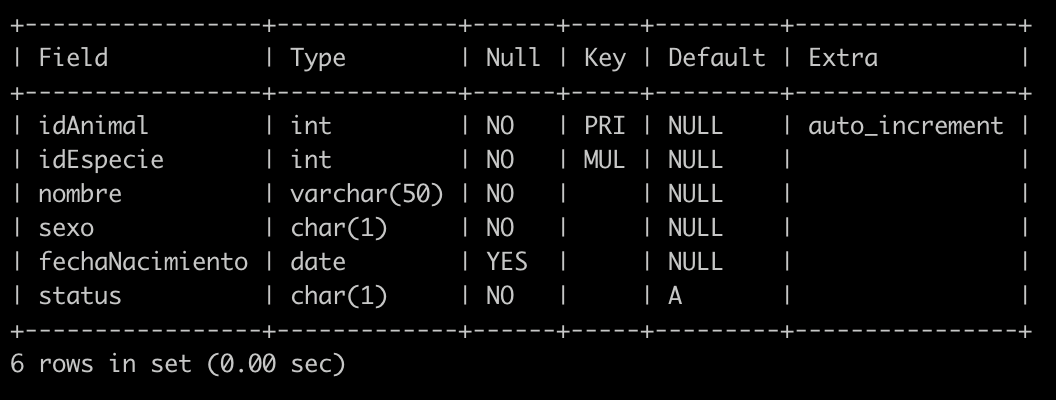 +-----------------+-------------+------+-----+---------+----------------+
| Field           | Type        | Null | Key | Default | Extra          |
+-----------------+-------------+------+-----+---------+----------------+
| idAnimal        | int         | NO   | PRI | NULL    | auto_increment |
| idEspecie       | int         | NO   | MUL | NULL    |                |
| nombre          | varchar(50) | NO   |     | NULL    |                |
| sexo            | char(1)     | NO   |     | NULL    |                |
| fechaNacimiento | date        | YES  |     | NULL    |                |
| status          | char(1)     | NO   |     | A       |                |
+-----------------+-------------+------+-----+---------+----------------+
6 rows in set (0.00 sec)